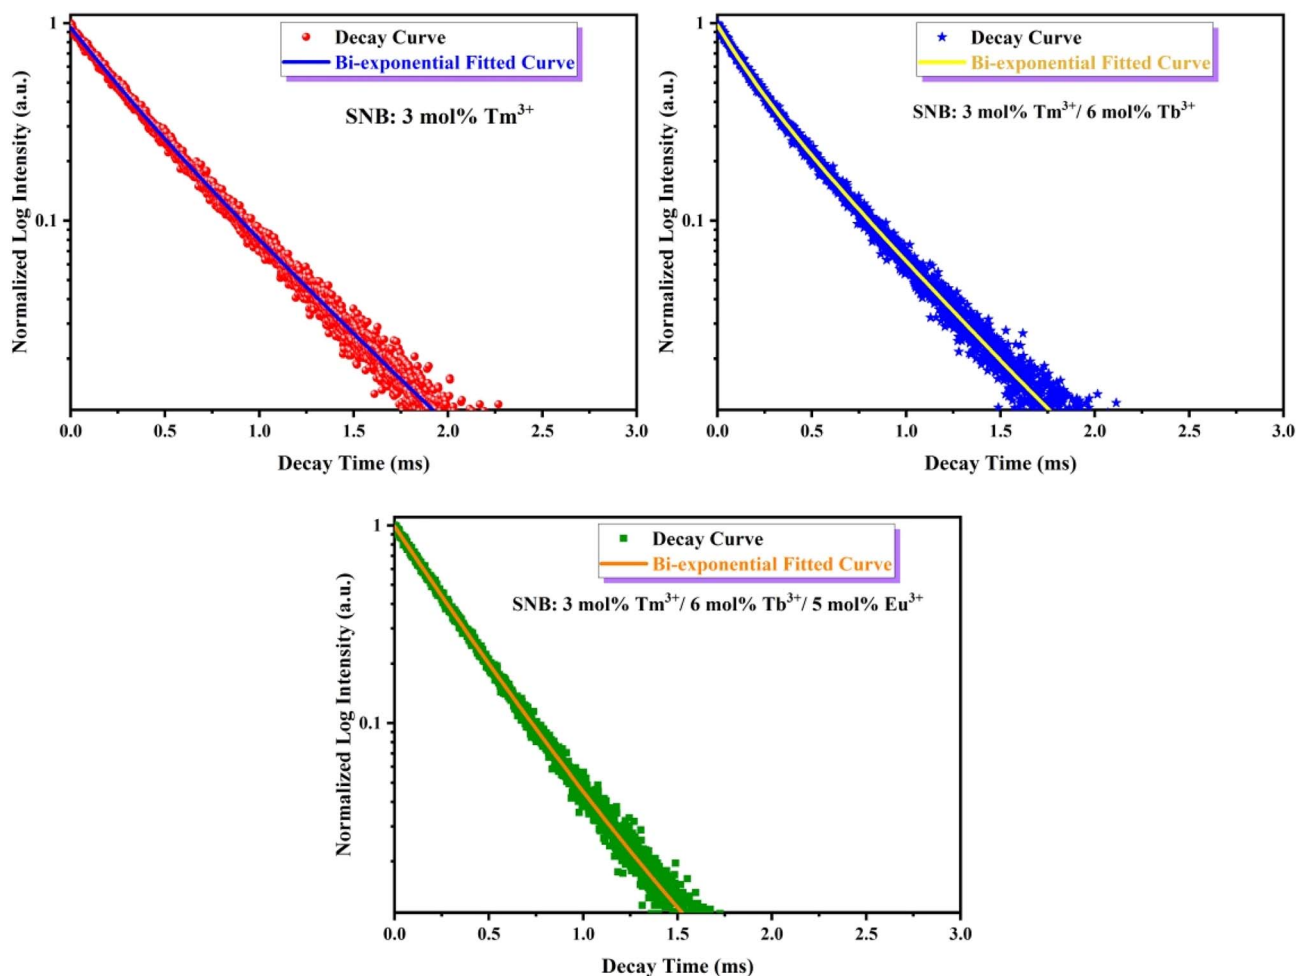 Decay Curve
Bi-exponential Fitted Curve
SNB: 3 mol% Tm³⁺
Normalized Log Intensity (a.u.)
1
0.1
0.0 0.5 1.0 1.5 2.0 2.5 3.0
Decay Time (ms)
Decay Curve
Bi-exponential Fitted Curve
SNB: 3 mol% Tm³⁺/ 6 mol% Tb³⁺
Normalized Log Intensity (a.u.)
1
0.1
0.0 0.5 1.0 1.5 2.0 2.5 3.0
Decay Time (ms)
Decay Curve
Bi-exponential Fitted Curve
SNB: 3 mol% Tm³⁺/ 6 mol% Tb³⁺/ 5 mol% Eu³⁺
Normalized Log Intensity (a.u.)
1
0.1
0.0 0.5 1.0 1.5 2.0 2.5 3.0
Decay Time (ms)